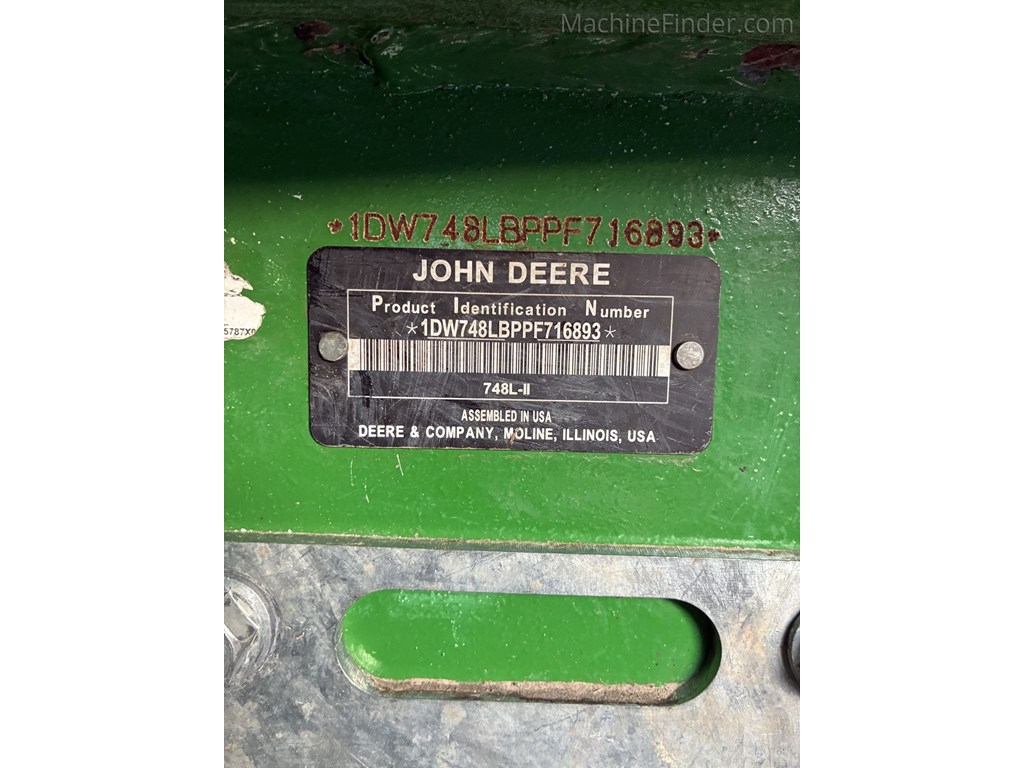 MachineFinder.com
*1DW748LBPPF716893*
JOHN DEERE
Product Identification Number
*1DW748LBPPF716893*
748L-II
5787X
ASSEMBLED IN USA
DEERE & COMPANY, MOLINE, ILLINOIS, USA